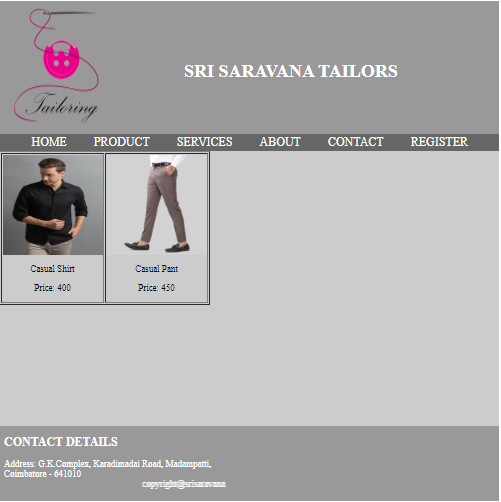 Tailoring
SRI SARAVANA TAILORS
HOME PRODUCT SERVICES ABOUT CONTACT REGISTER
Casual Shirt Casual Pant
Price: 400 Price: 450
CONTACT DETAILS
Address: G.K.Complex, Karadimadai Road, Madampatti,
Coimbatore - 641010
copyright@srisaravana